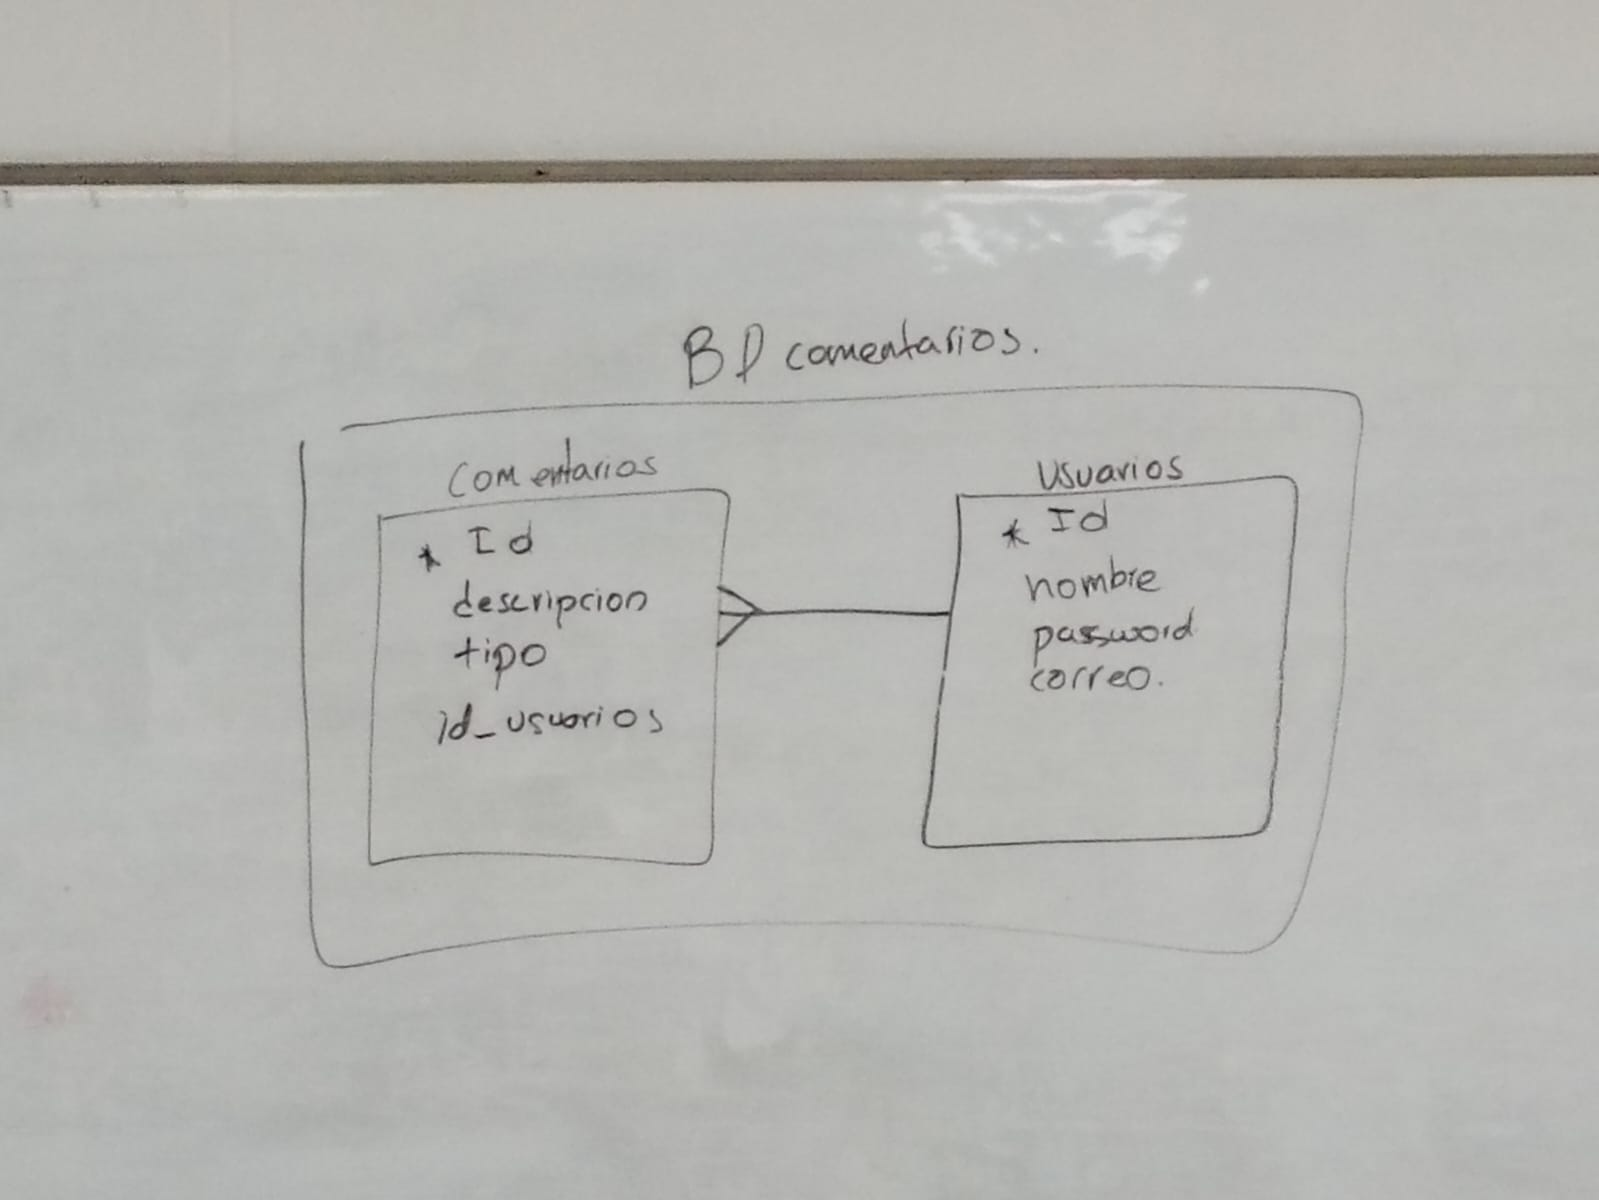 BD comentarios.
Comentarios
* Id
descripcion
tipo
id_usuarios
Usuarios
* Id
nombre
password
correo.